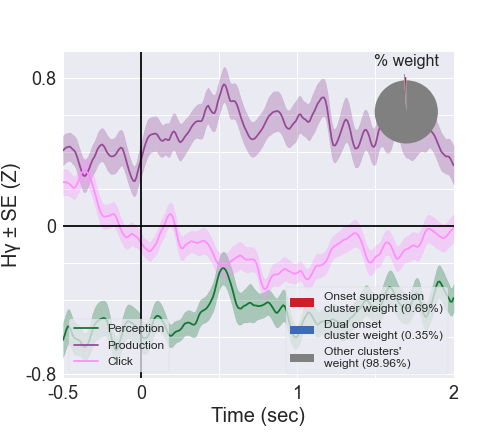 % weight
0.8
0
-0.8
Hγ ± SE (Z)
Perception
Production
Click
Onset suppression
cluster weight (0.69%)
Dual onset
cluster weight (0.35%)
Other clusters'
weight (98.96%)
-0.5
0
1
2
Time (sec)